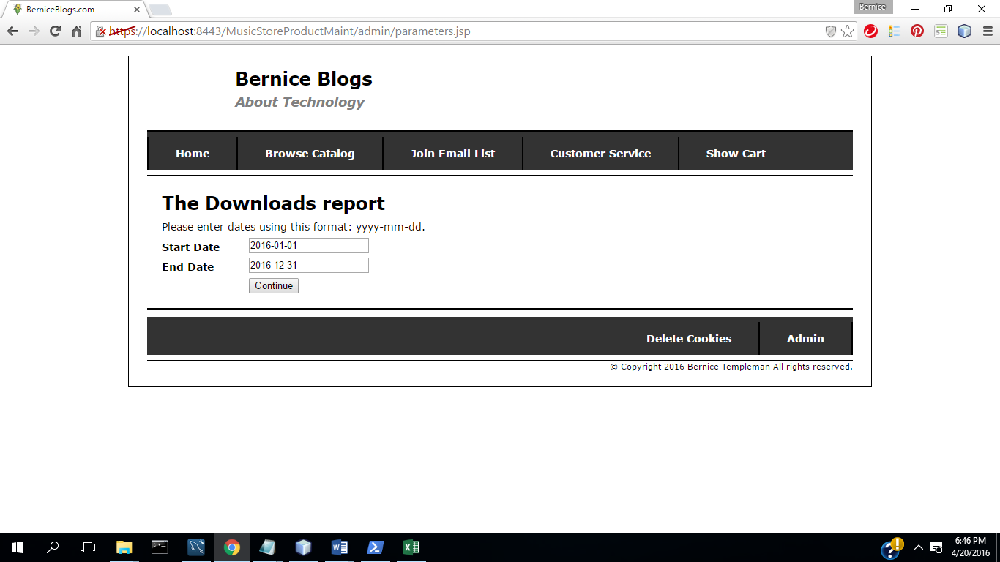 BerniceBlogs.com
Bernice
https://localhost:8443/MusicStoreProductMaint/admin/parameters.jsp
Bernice Blogs
About Technology
Home Browse Catalog Join Email List Customer Service Show Cart
The Downloads report
Please enter dates using this format: yyyy-mm-dd.
Start Date 2016-01-01
End Date 2016-12-31
Continue
Delete Cookies Admin
© Copyright 2016 Bernice Templeman All rights reserved.
6:46 PM
4/20/2016